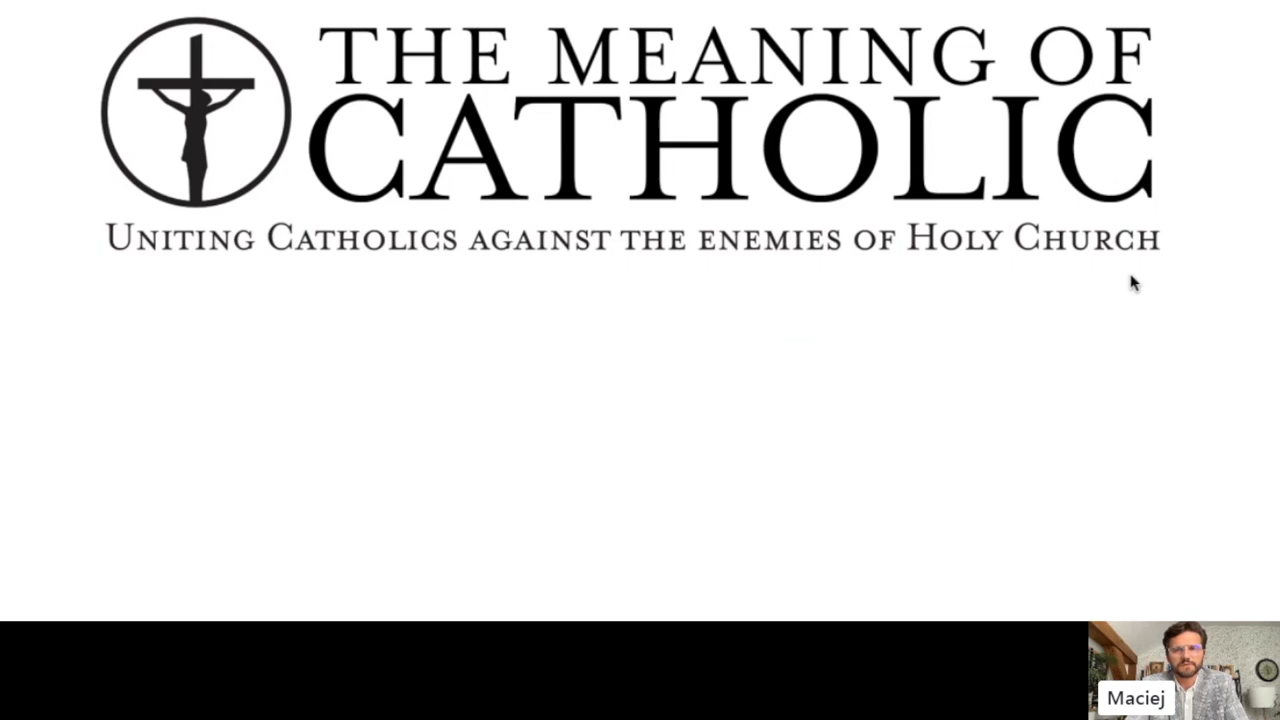 THE MEANING OF
CATHOLIC
UNITING CATHOLICS AGAINST THE ENEMIES OF HOLY CHURCH
Maciej